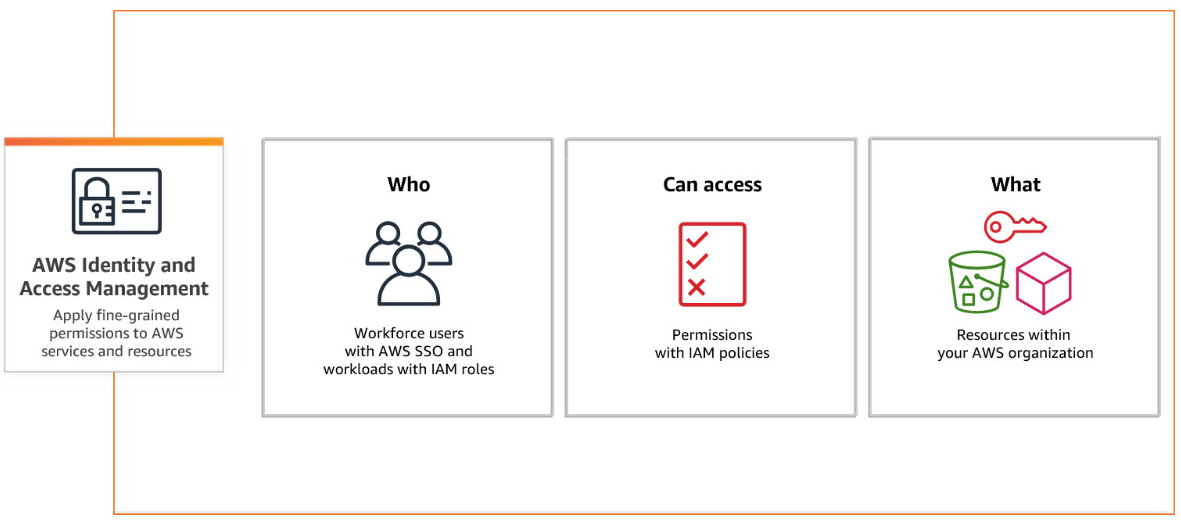 AWS Identity and
Access Management
Apply fine-grained
permissions to AWS
services and resources
Who
Workforce users
with AWS SSO and
workloads with IAM roles
Can access
Permissions
with IAM policies
What
Resources within
your AWS organization